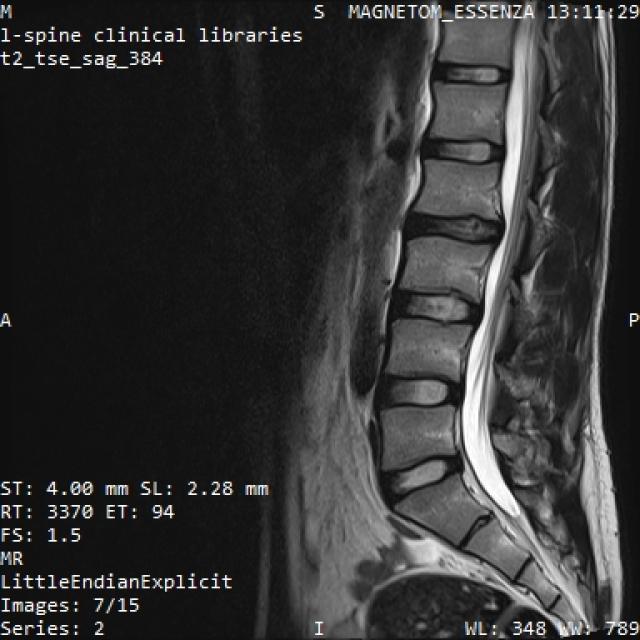 M S MAGNETOM_ESSENZA 13:11:29
l-spine clinical libraries
t2_tse_sag_384
A P
ST: 4.00 mm SL: 2.28 mm
RT: 3370 ET: 94
FS: 1.5
MR
LittleEndianExplicit
Images: 7/15
Series: 2 I WL: 348 WW: 789